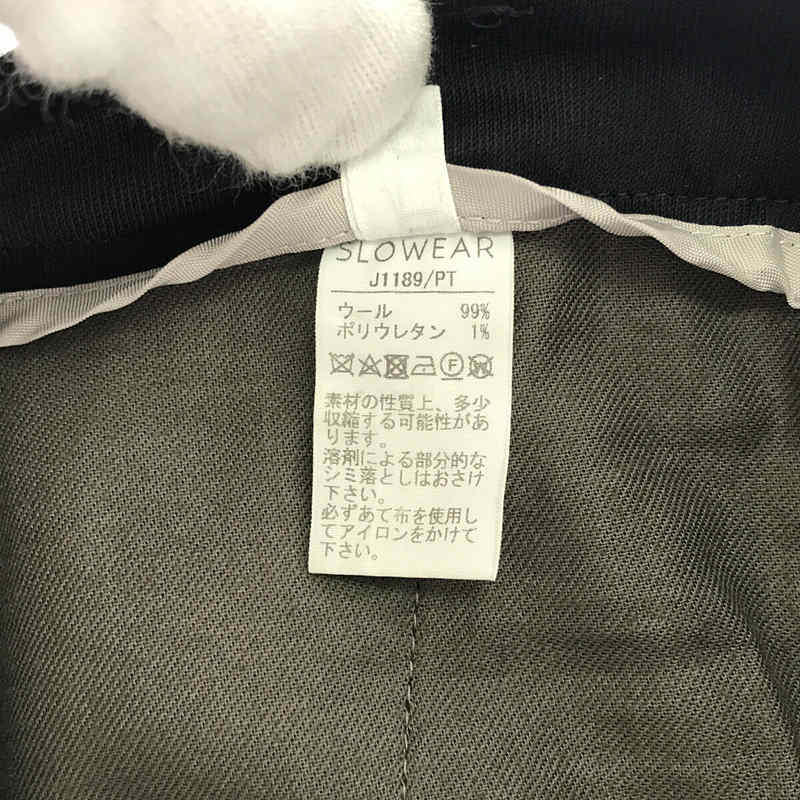 SLOWEAR
J1189/PT
ウール 99%
ポリウレタン 1%
素材の性質上、多少
収縮する可能性があ
ります。
溶剤による部分的な
シミ落としはおさけ
下さい。
必ずあて布を使用し
てアイロンをかけて
下さい。